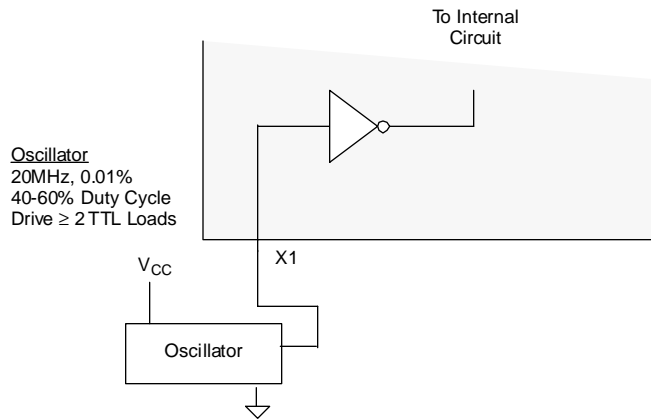 To Internal
Circuit
Oscillator
20MHz, 0.01%
40-60% Duty Cycle
Drive ≥ 2 TTL Loads
X1
VCC
Oscillator